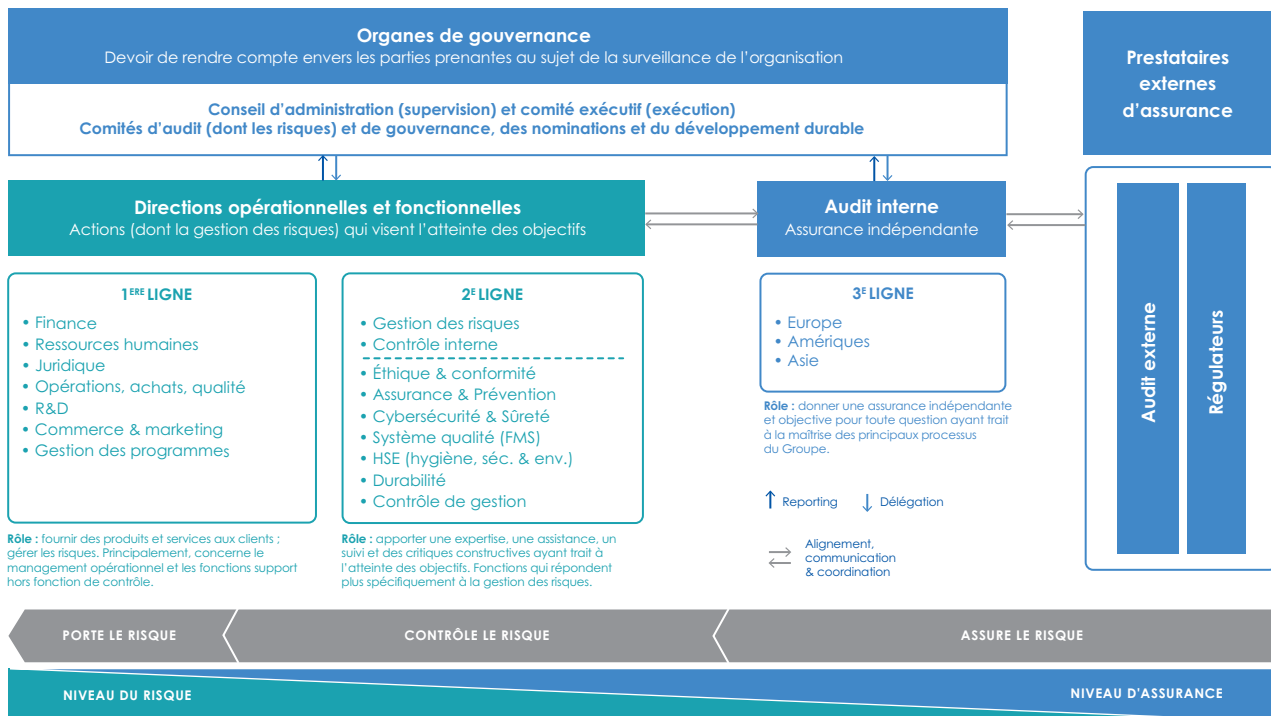 Organes de gouvernance
Devoir de rendre compte envers les parties prenantes au sujet de la surveillance de l'organisation
Conseil d'administration (supervision) et comité exécutif (exécution)
Comités d'audit (dont les risques) et de gouvernance, des nominations et du développement durable
Prestataires
externes
d'assurance
Directions opérationnelles et fonctionnelles
Actions (dont la gestion des risques) qui visent l'atteinte des objectifs
Audit interne
Assurance indépendante
1ERE LIGNE
• Finance
• Ressources humaines
• Juridique
• Opérations, achats, qualité
• R&D
• Commerce & marketing
• Gestion des programmes
Rôle : fournir des produits et services aux clients ;
gérer les risques. Principalement, concerne le
management opérationnel et les fonctions support
hors fonction de contrôle.
2E LIGNE
• Gestion des risques
• Contrôle interne
• Éthique & conformité
• Assurance & Prévention
• Cybersécurité & Sûreté
• Système qualité (FMS)
• HSE (hygiène, séc. & env.)
• Durabilité
• Contrôle de gestion
Rôle : apporter une expertise, une assistance, un
suivi et des critiques constructives ayant trait à
l'atteinte des objectifs. Fonctions qui répondent
plus spécifiquement à la gestion des risques.
3E LIGNE
• Europe
• Amériques
• Asie
Rôle : donner une assurance indépendante
et objective pour toute question ayant trait
à la maîtrise des principaux processus
du Groupe.
Reporting
Délégation
Alignement,
communication
& coordination
Audit externe
Régulateurs
PORTE LE RISQUE
CONTRÔLE LE RISQUE
ASSURE LE RISQUE
NIVEAU DU RISQUE
NIVEAU D'ASSURANCE